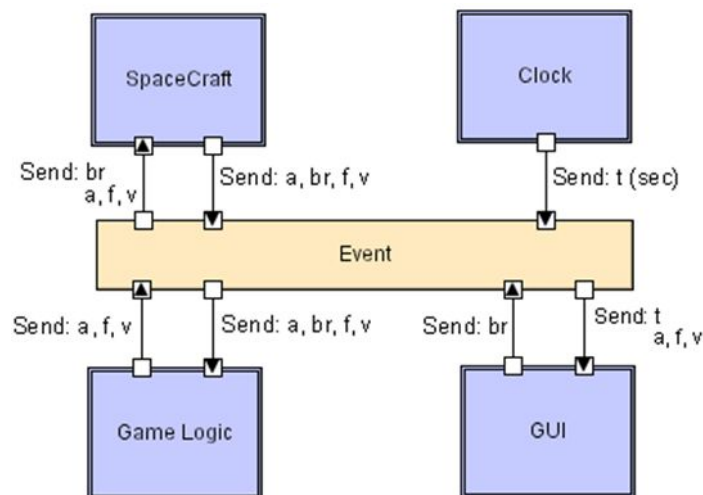 SpaceCraft
Clock
Send: br
a, f, v
Send: a, br, f, v
Send: t (sec)
Event
Send: a, f, v
Send: a, br, f, v
Send: br
Send: t
a, f, v
Game Logic
GUI